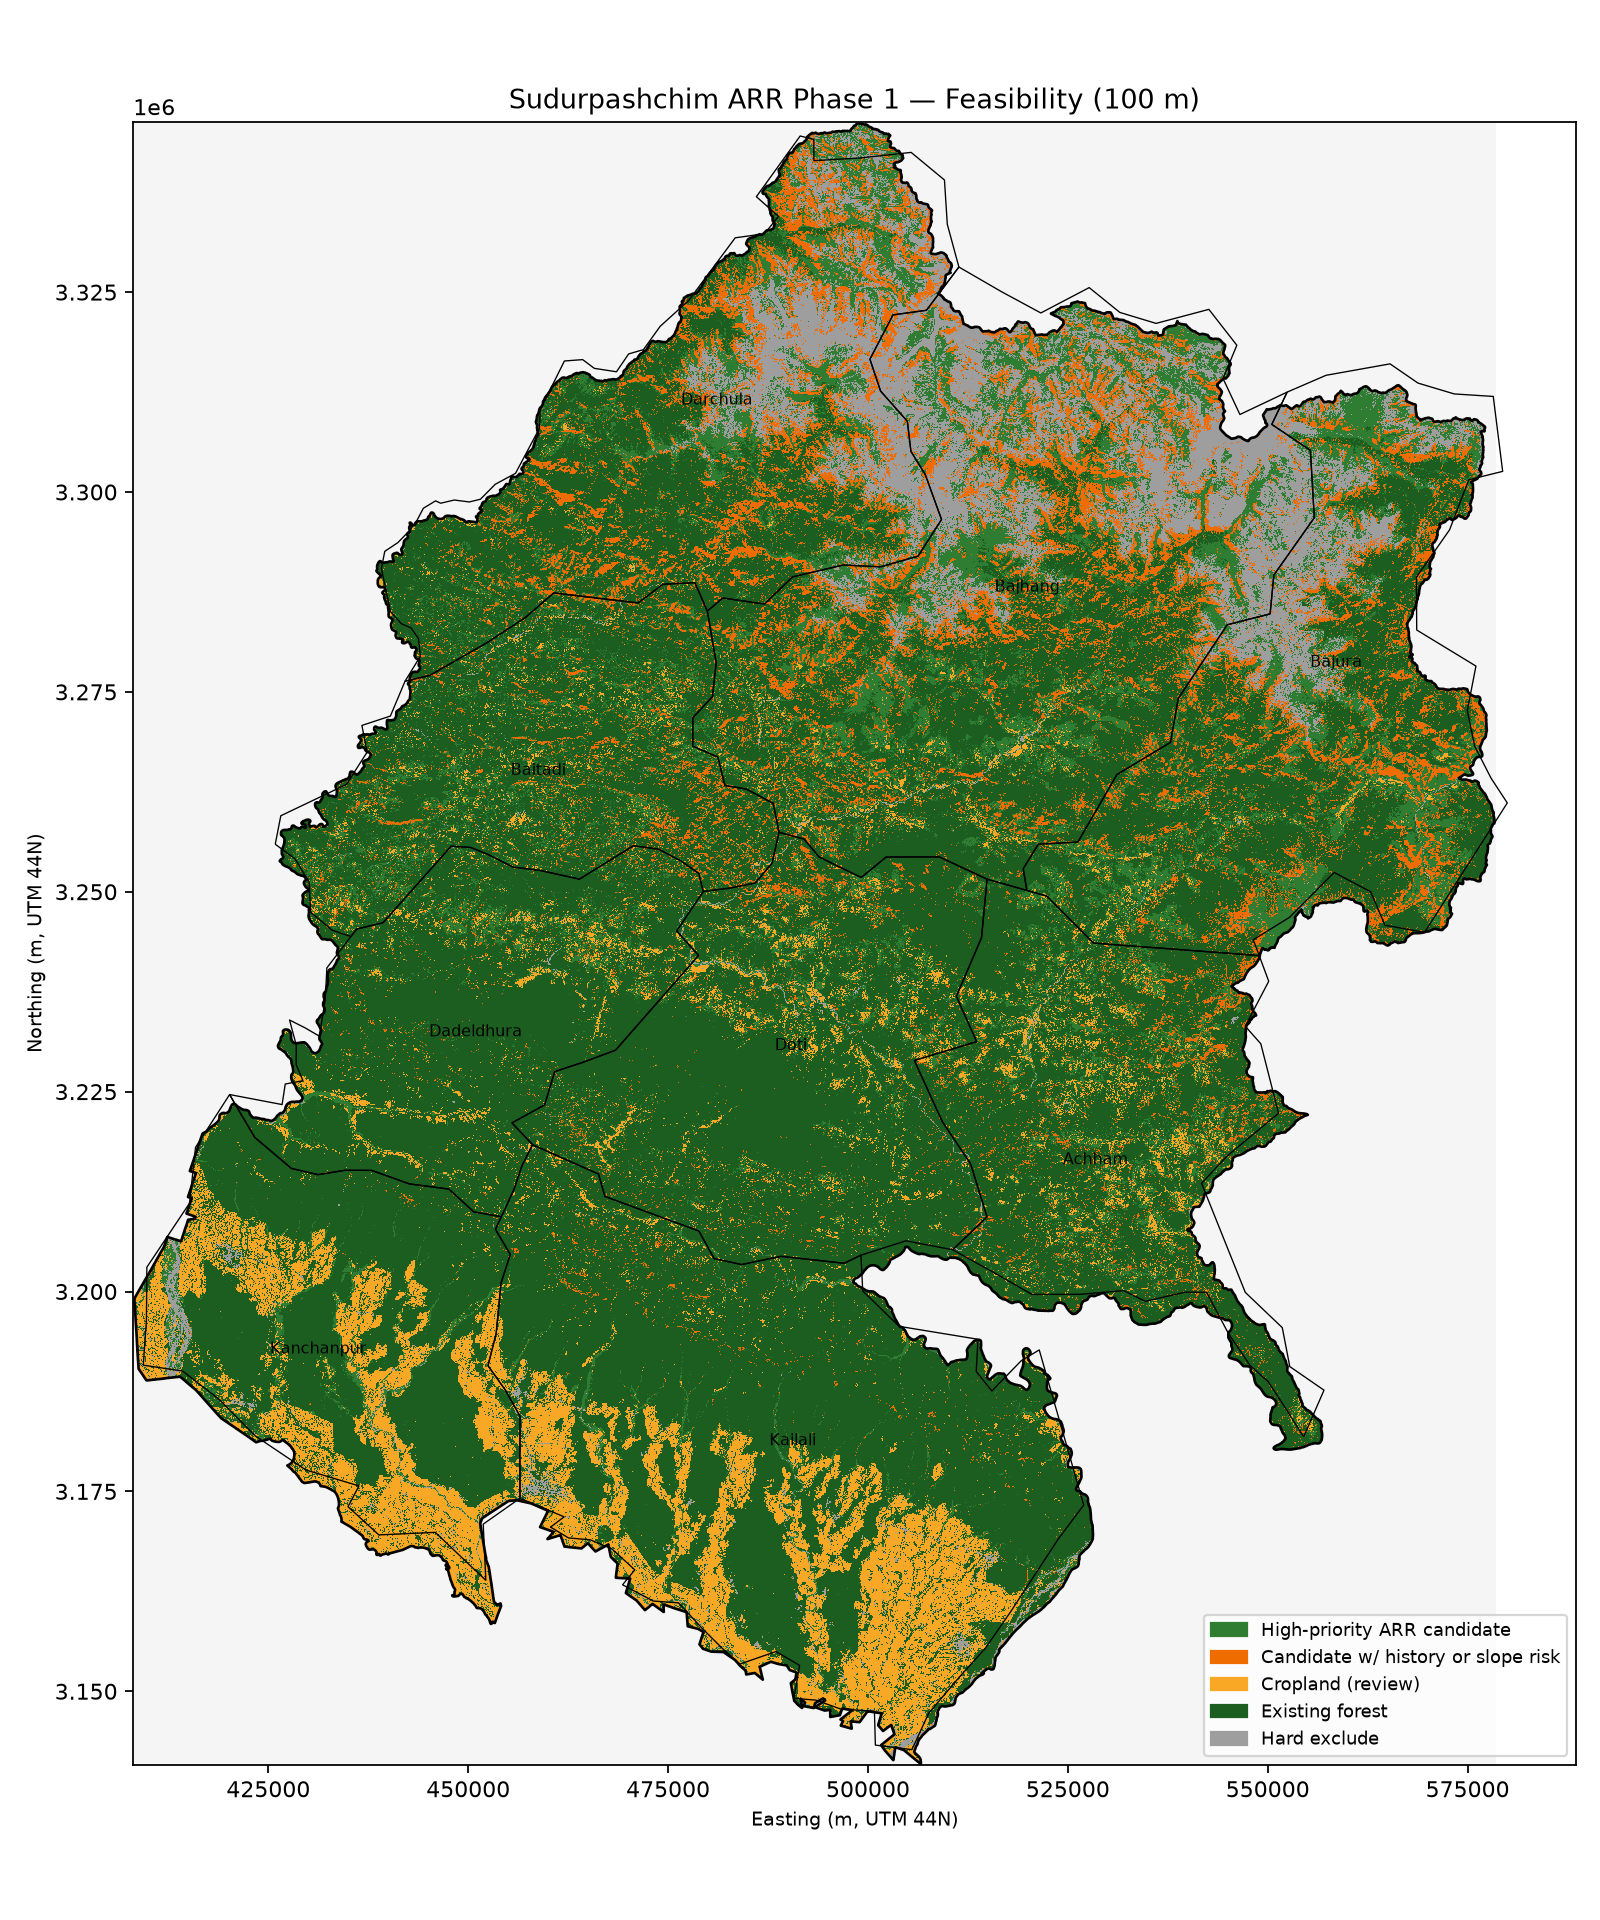 Sudurpashchim ARR Phase 1 — Feasibility (100 m)
1e6
3.325
3.300
3.275
3.250
3.225
3.200
3.175
3.150
Northing (m, UTM 44N)
Darchula
Bajhang
Bajura
Baitadi
Dadeldhura
Doti
Achham
Kanchanpur
Kailali
High-priority ARR candidate
Candidate w/ history or slope risk
Cropland (review)
Existing forest
Hard exclude
425000
450000
475000
500000
525000
550000
575000
Easting (m, UTM 44N)